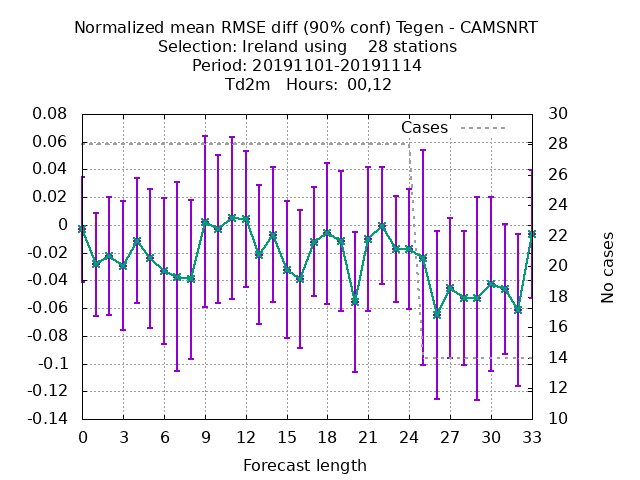 Normalized mean RMSE diff (90% conf) Tegen - CAMSNRT
Selection: Ireland using    28 stations
Period: 20191101-20191114
Td2m   Hours:  00,12
Cases
0.08
0.06
0.04
0.02
0
-0.02
-0.04
-0.06
-0.08
-0.1
-0.12
-0.14
30
28
26
24
22
20
18
16
14
12
10
No cases
0 3 6 9 12 15 18 21 24 27 30 33
Forecast length